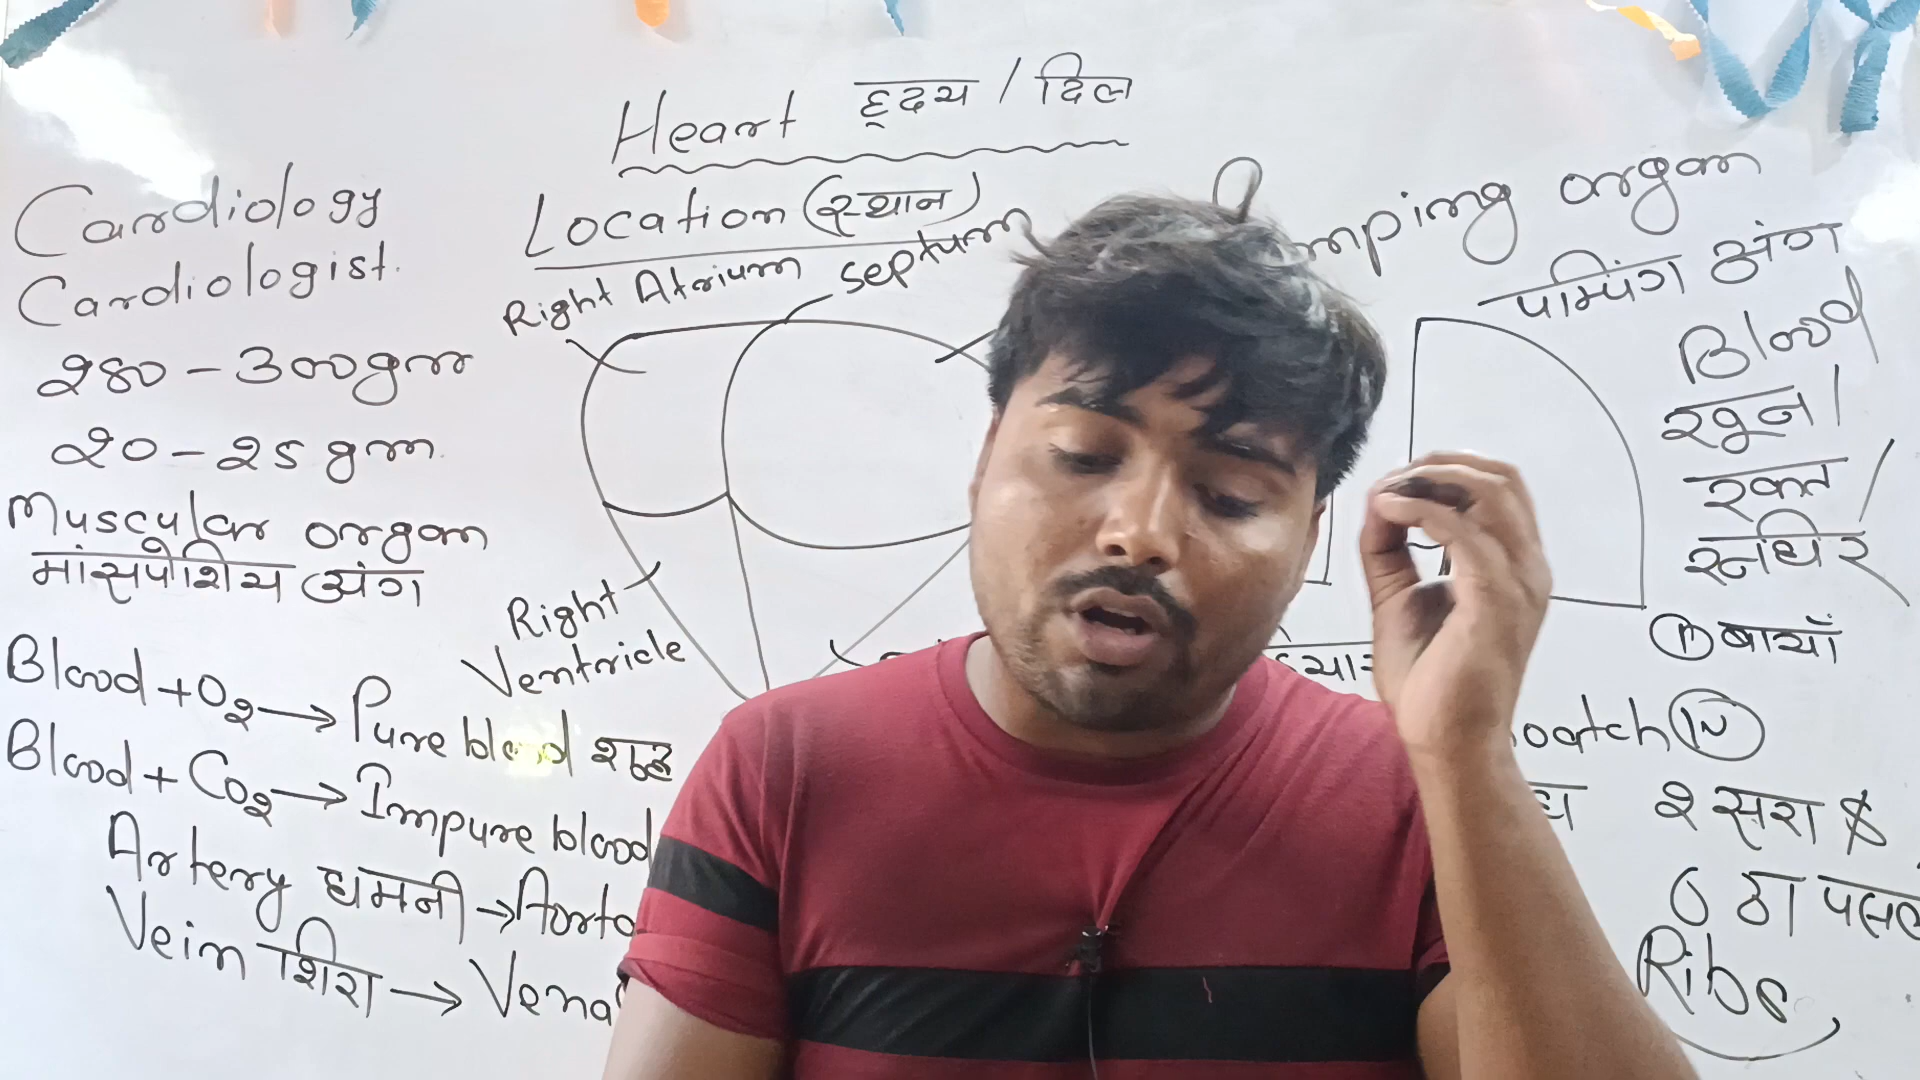 Heart हृदय / दिल
Cardiology
Cardiologist.
280 - 300 gm
20 - 25 gm.
Muscular organ
मांसपेशिय अंग
Blood + O2 → Pure blood शुद्ध
Blood + CO2 → Impure blood
Artery धमनी → Aorta
Vein शिरा → Vena
Location (स्थान)
Right Atrium
septum
Right
Ventricle
mping organ
पम्पिंग अंग
Blood
खून /
रक्त /
रूधिर
बायाँ
सरा
ठा पसल
Ribs